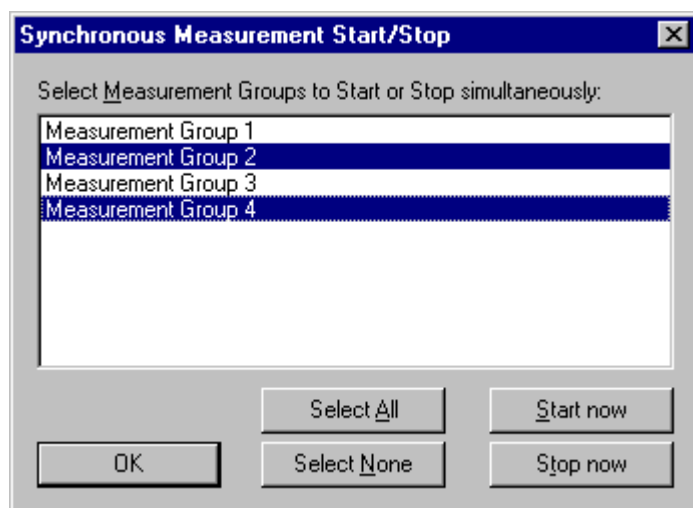 Synchronous Measurement Start/Stop
Select Measurement Groups to Start or Stop simultaneously:
Measurement Group 1
Measurement Group 2
Measurement Group 3
Measurement Group 4
Select All
Start now
OK
Select None
Stop now